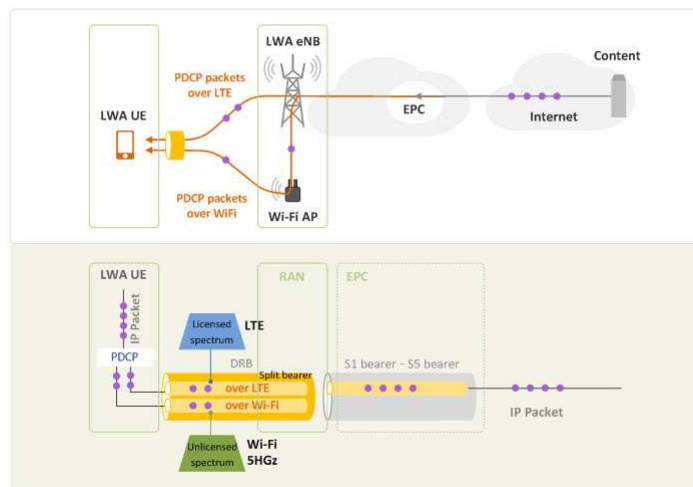 LWA eNB
Content
PDCP packets
over LTE
LWA UE
EPC
Internet
PDCP packets
over WiFi
Wi-Fi AP
LWA UE
RAN
EPC
IP Packet
Licensed
spectrum
LTE
PDCP
DRB
Split bearer
S1 bearer - S5 bearer
over LTE
over Wi-Fi
IP Packet
Unlicensed
spectrum
Wi-Fi
5HGz